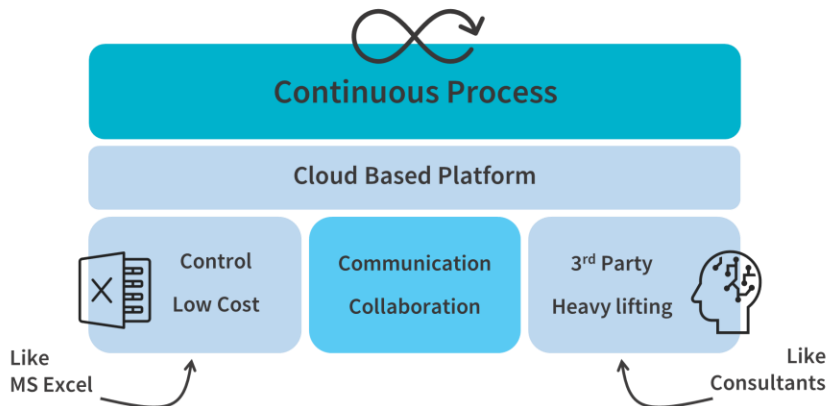 Continuous Process
Cloud Based Platform
Control
Low Cost
Communication
Collaboration
3rd Party
Heavy lifting
X
Like
MS Excel
Like
Consultants